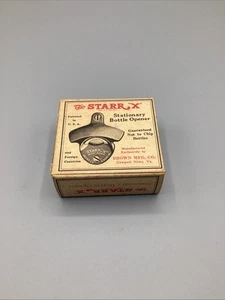 The STARR "X"
Stationary
Bottle Opener
Patented
in
U.S.A.
Guaranteed
Not to Chip
Bottles
and
Foreign
Countries
Manufactured
Exclusively by
BROWN MFG. CO.
Newport News, Va.